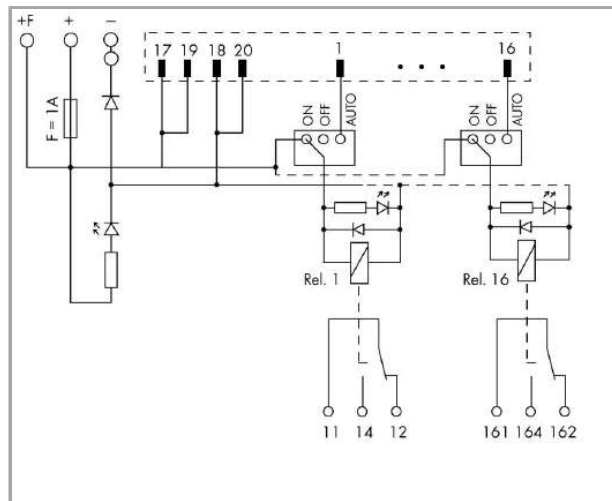 +F + –
17 19 18 20 1 • • • 16
F = 1A
ON OFF AUTO
ON OFF AUTO
Rel. 1 Rel. 16
11 14 12 161 164 162